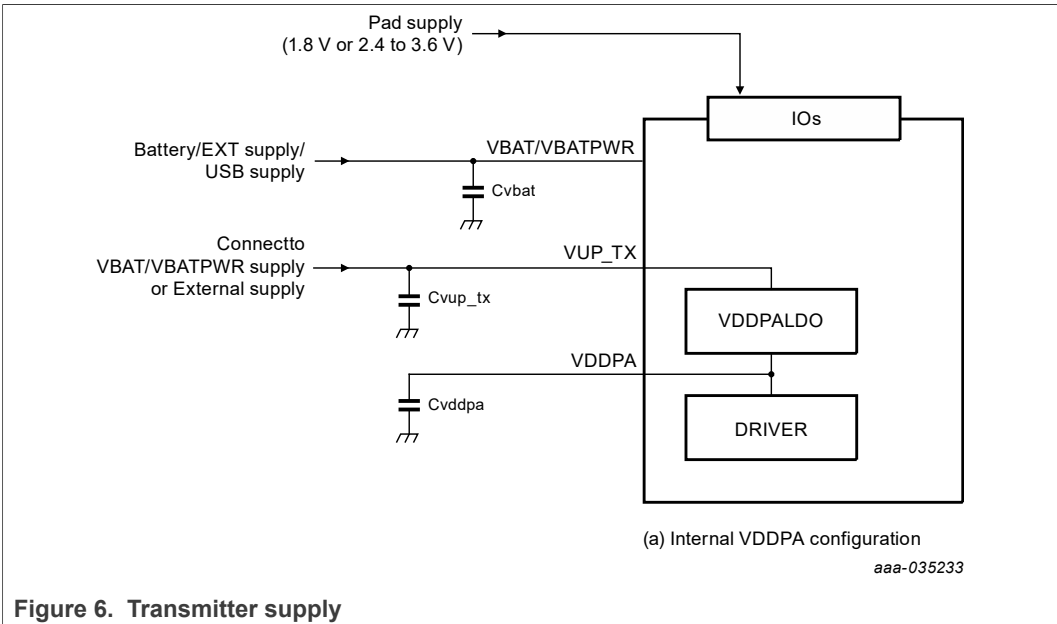 Pad supply
(1.8 V or 2.4 to 3.6 V)
IOs
Battery/EXT supply/
USB supply
VBAT/VBATPWR
Cvbat
Connectto
VBAT/VBATPWR supply
or External supply
VUP_TX
Cvup_tx
VDDPALDO
VDDPA
Cvddpa
DRIVER
(a) Internal VDDPA configuration
aaa-035233
Figure 6. Transmitter supply